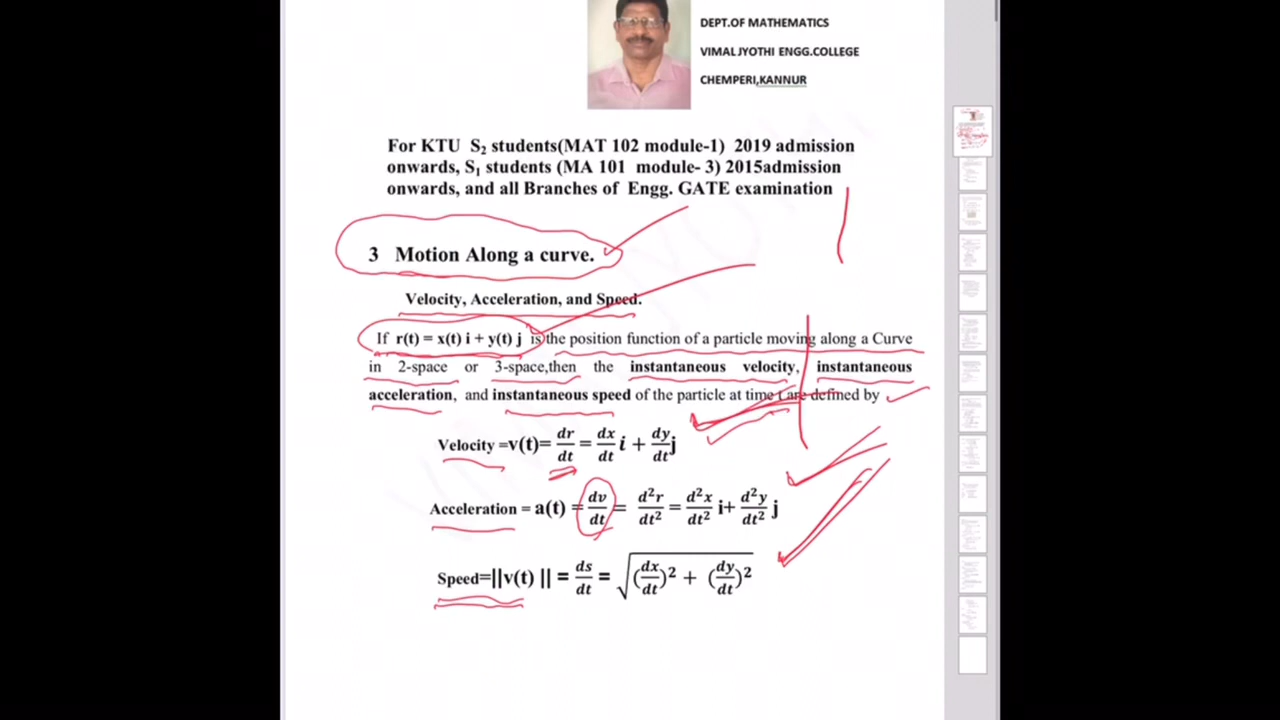 DEPT.OF MATHEMATICS
VIMAL JYOTHI ENGG.COLLEGE
CHEMPERI,KANNUR
For KTU S₂ students(MAT 102 module-1) 2019 admission
onwards, S₁ students (MA 101 module- 3) 2015admission
onwards, and all Branches of Engg. GATE examination
3 Motion Along a curve.
Velocity, Acceleration, and Speed.
If r(t) = x(t) i + y(t) j is the position function of a particle moving along a Curve
in 2-space or 3-space,then the instantaneous velocity, instantaneous
acceleration, and instantaneous speed of the particle at time t are defined by
Velocity =v(t)= dr/dt = dx/dt i + dy/dt j
Acceleration = a(t) = dv/dt = d²r/dt² = d²x/dt² i+ d²y/dt² j
Speed=||v(t) || = ds/dt = √(dx/dt)² + (dy/dt)²